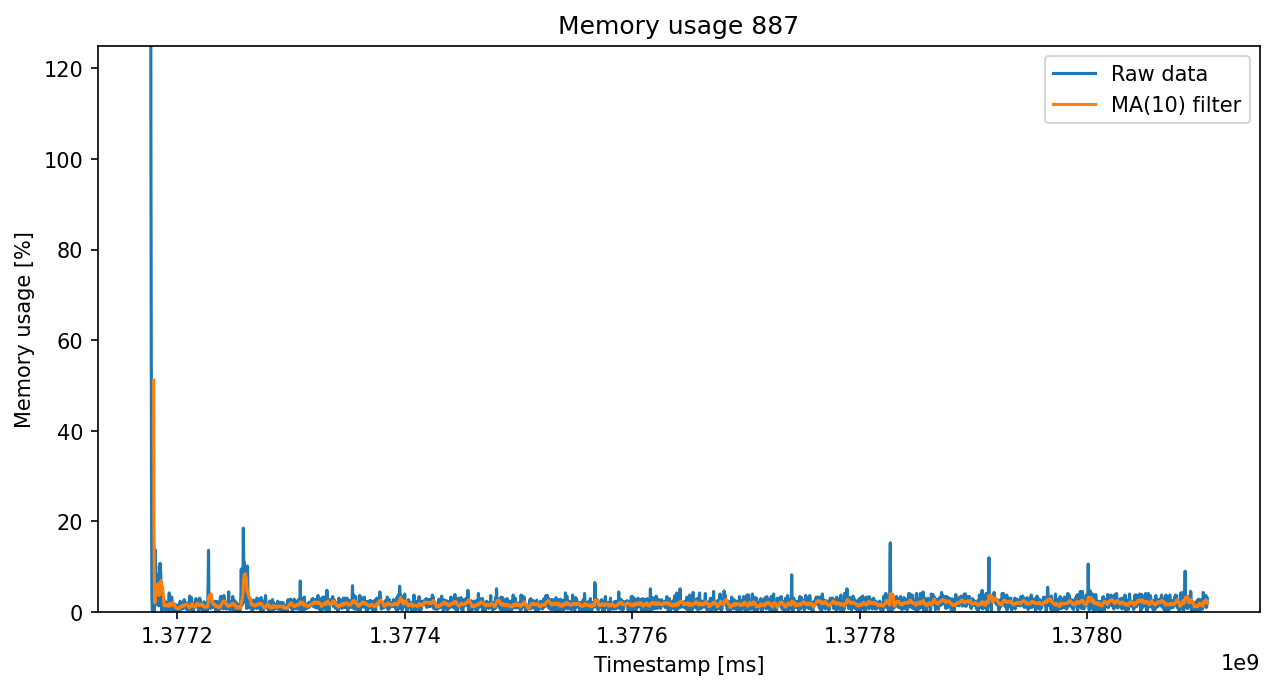 Memory usage 887
Raw data
MA(10) filter
Memory usage [%]
120
100
80
60
40
20
0
1.3772 1.3774 1.3776 1.3778 1.3780
Timestamp [ms]
1e9